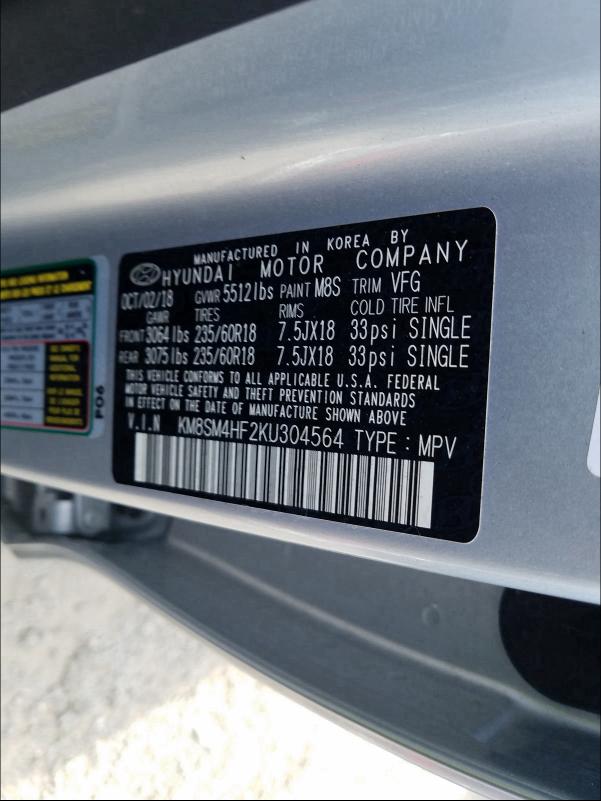 MANUFACTURED IN KOREA BY
HYUNDAI MOTOR COMPANY
OCT/02/18 GVWR 5512lbs PAINT M8S TRIM VFG
GAWR TIRES RIMS COLD TIRE INFL
FRONT 3064lbs 235/60R18 7.5JX18 33psi SINGLE
REAR 3075lbs 235/60R18 7.5JX18 33psi SINGLE
THIS VEHICLE CONFORMS TO ALL APPLICABLE U.S.A. FEDERAL
MOTOR VEHICLE SAFETY AND THEFT PREVENTION STANDARDS
IN EFFECT ON THE DATE OF MANUFACTURE SHOWN ABOVE
V.I.N KM8SM4HF2KU304564 TYPE : MPV
P06